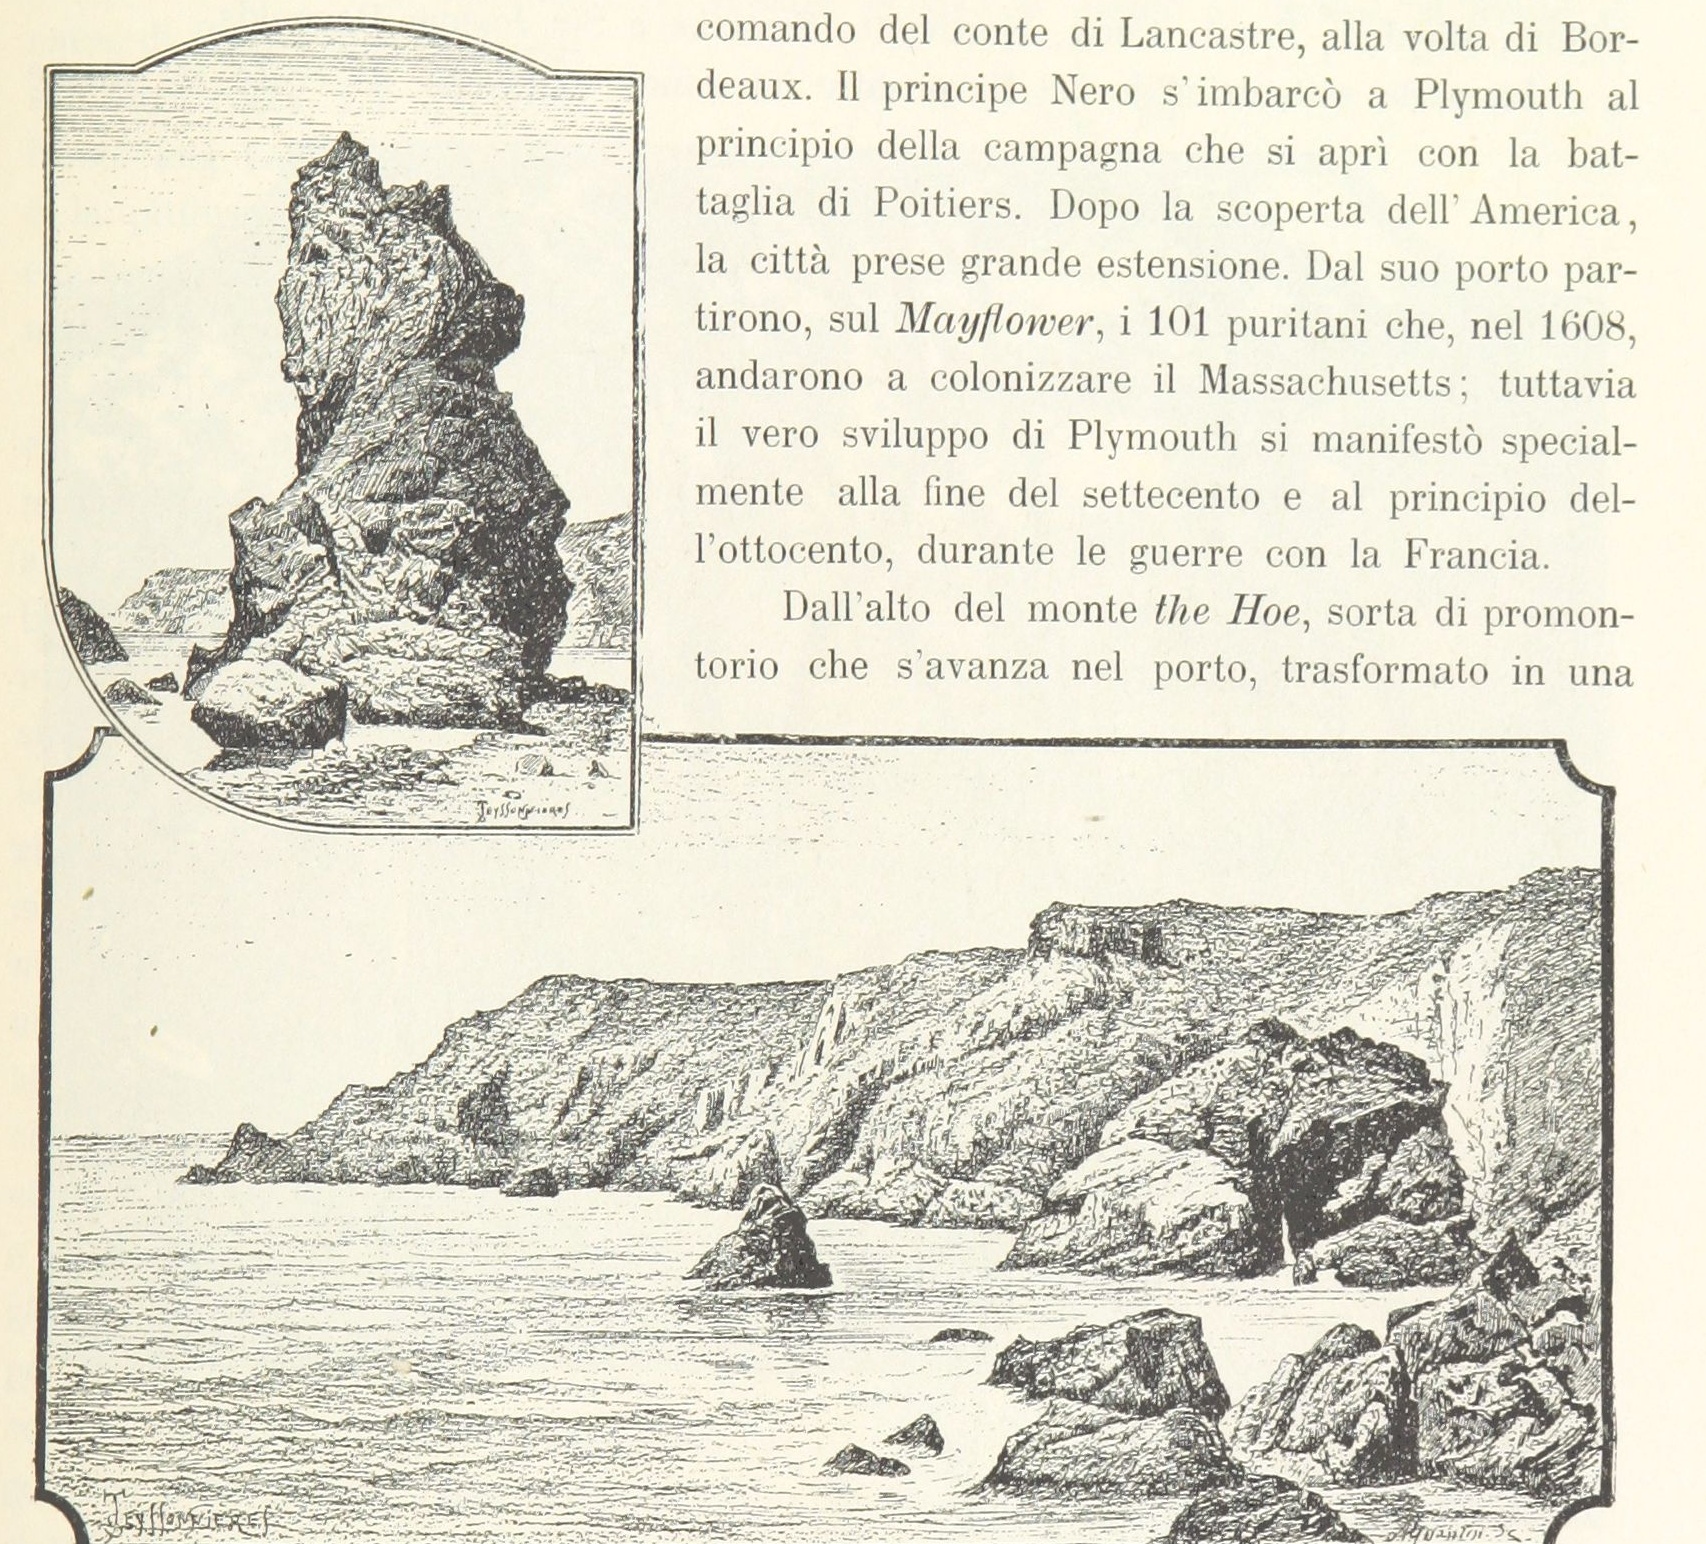 comando del conte di Lancastre, alla volta di Bor-
deaux. Il principe Nero s'imbarcò a Plymouth al
principio della campagna che si aprì con la bat-
taglia di Poitiers. Dopo la scoperta dell'America,
la città prese grande estensione. Dal suo porto par-
tirono, sul Mayflower, i 101 puritani che, nel 1608,
andarono a colonizzare il Massachusetts; tuttavia
il vero sviluppo di Plymouth si manifestò special-
mente alla fine del settecento e al principio del-
l'ottocento, durante le guerre con la Francia.
Dall'alto del monte the Hoe, sorta di promon-
torio che s'avanza nel porto, trasformato in una
Teyssonnieres
Teyssonnieres